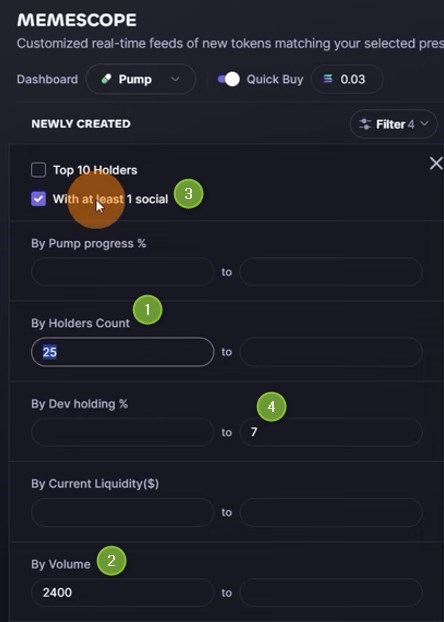 MEMESCOPE
Customized real-time feeds of new tokens matching your selected pres
Dashboard Pump Quick Buy 0.03
NEWLY CREATED Filter 4
Top 10 Holders
With at least 1 social 3
By Pump progress %
to
1
By Holders Count
25 to
By Dev holding % 4
to 7
By Current Liquidity($)
to
By Volume 2
2400 to